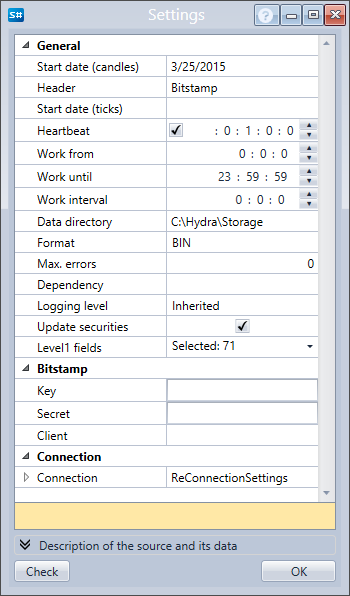 S# Settings ?
General
Start date (candles) 3/25/2015
Header Bitstamp
Start date (ticks)
Heartbeat : 0 : 1 : 0 : 0
Work from 0 : 0 : 0
Work until 23 : 59 : 59
Work interval 0 : 0 : 0
Data directory C:\Hydra\Storage
Format BIN
Max. errors 0
Dependency
Logging level Inherited
Update securities
Level1 fields Selected: 71
Bitstamp
Key
Secret
Client
Connection
Connection ReConnectionSettings
Description of the source and its data
Check OK